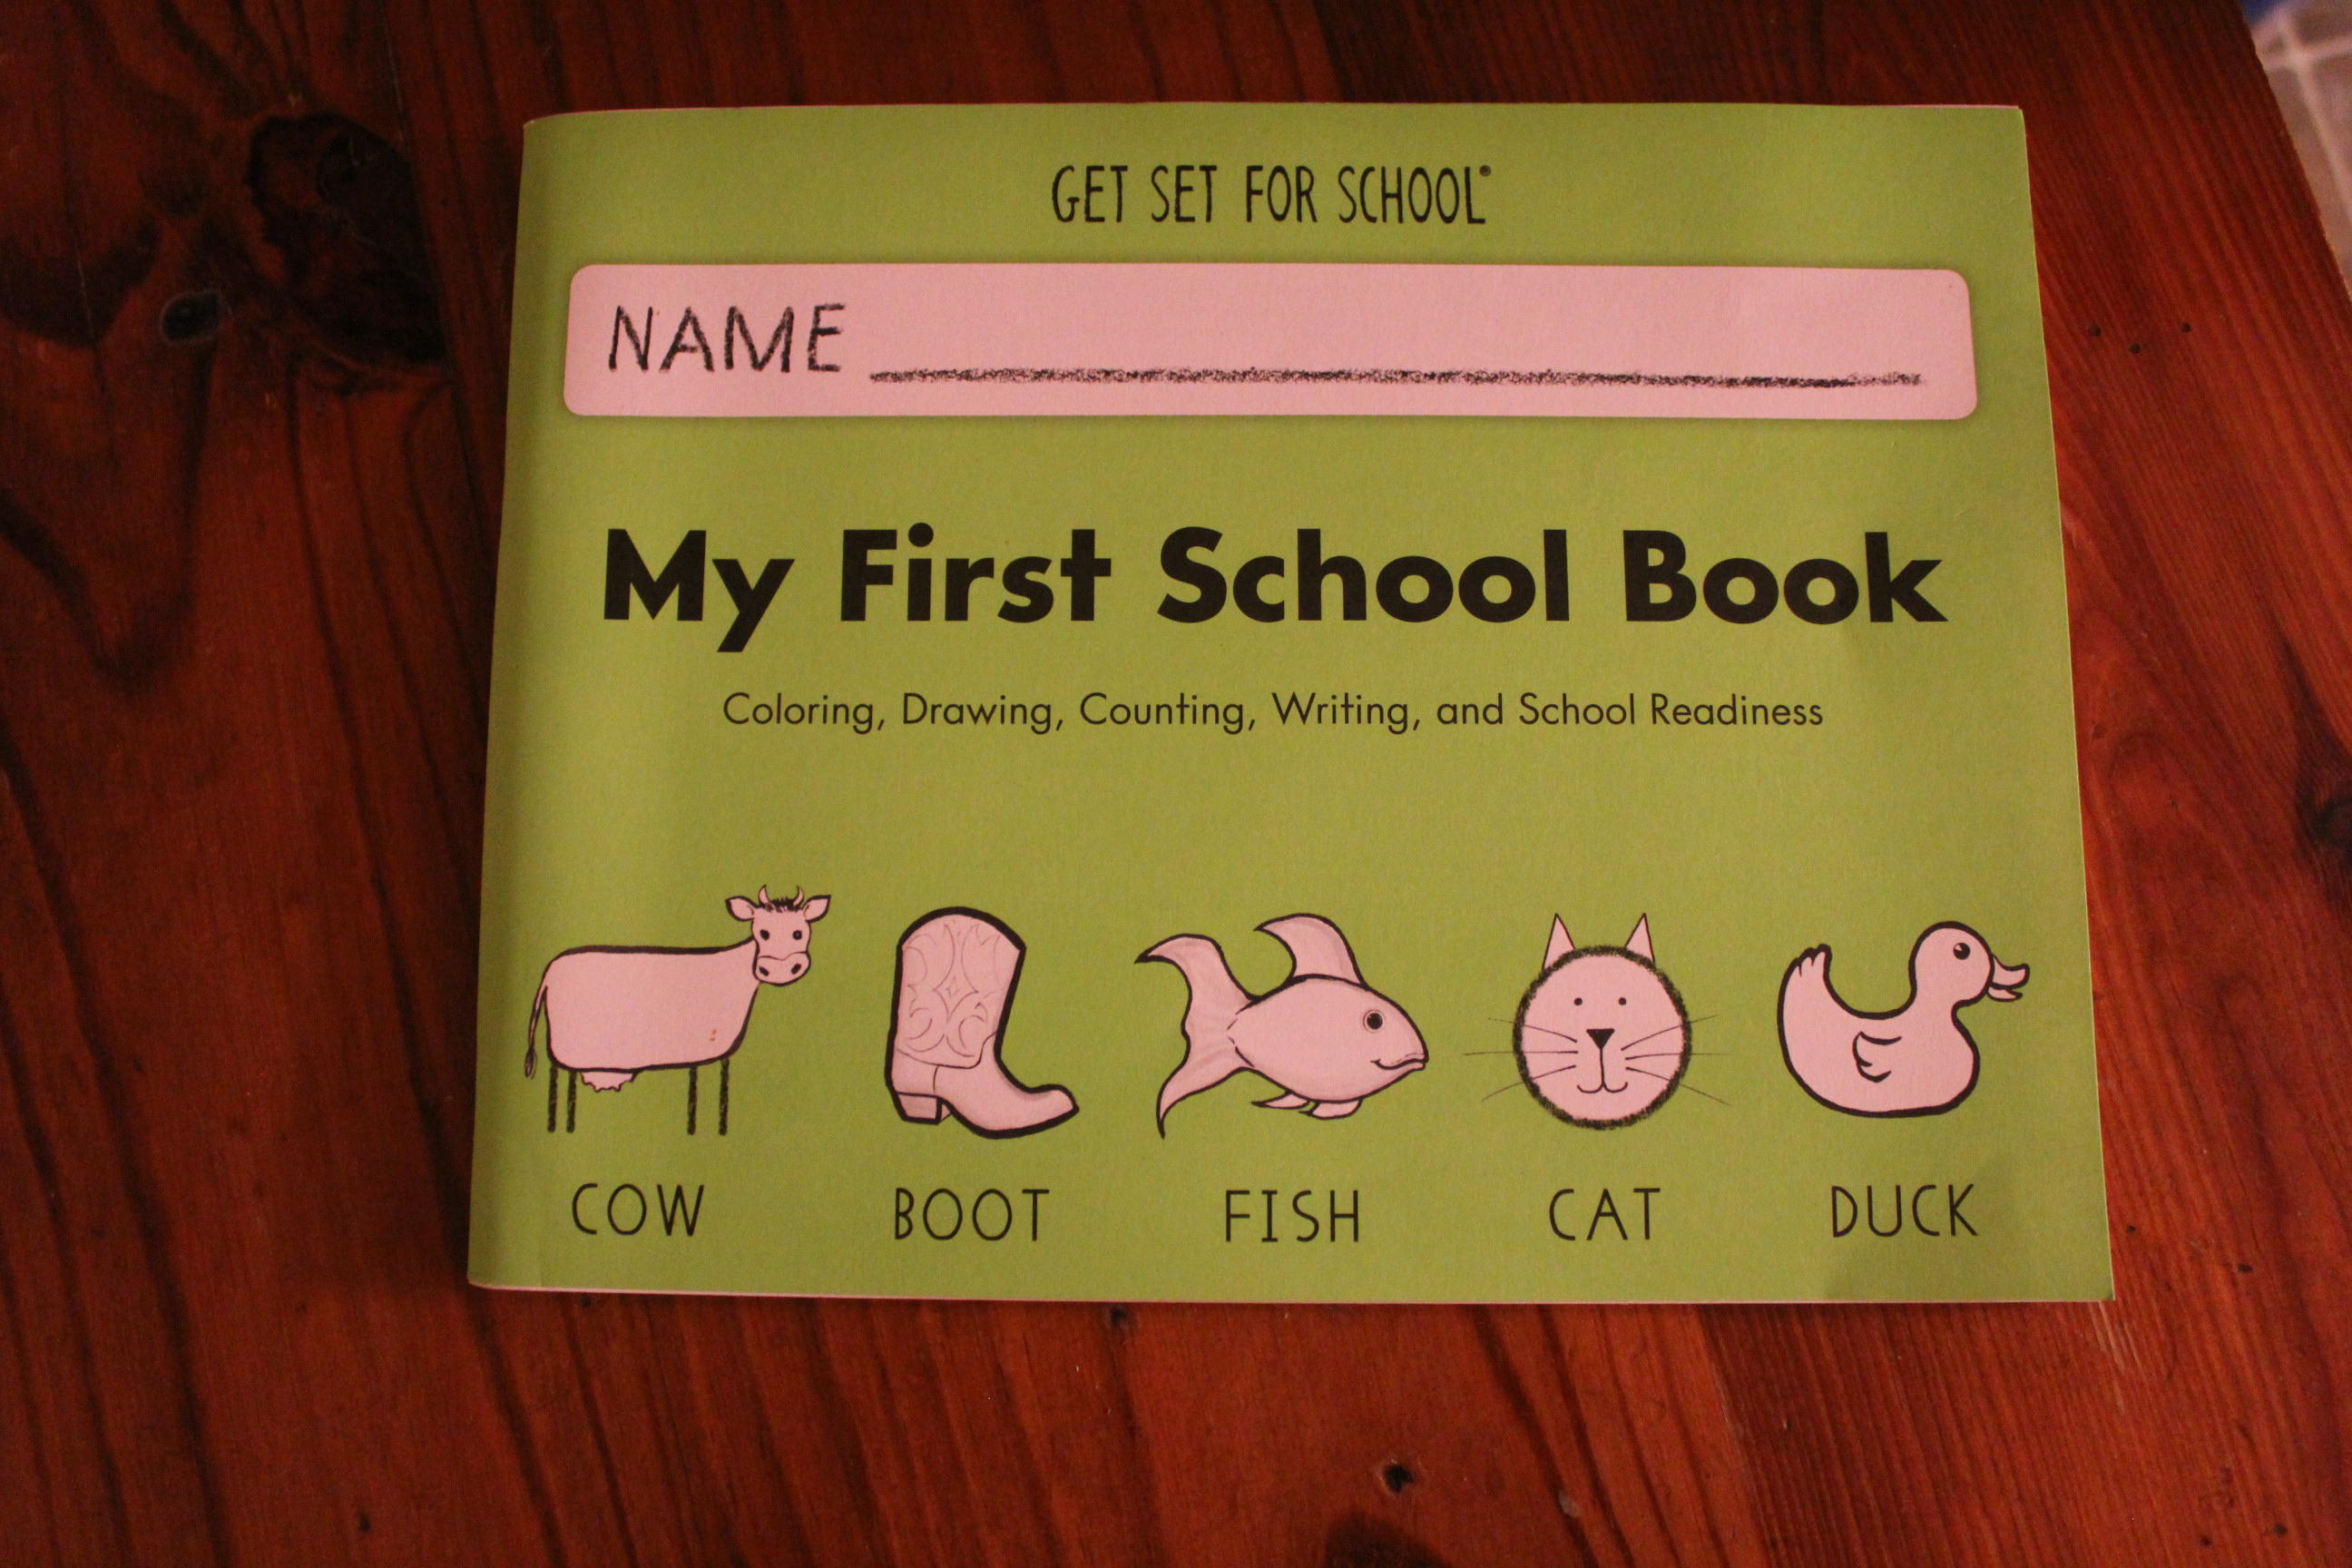 GET SET FOR SCHOOL®
NAME
My First School Book
Coloring, Drawing, Counting, Writing, and School Readiness
COW BOOT FISH CAT DUCK